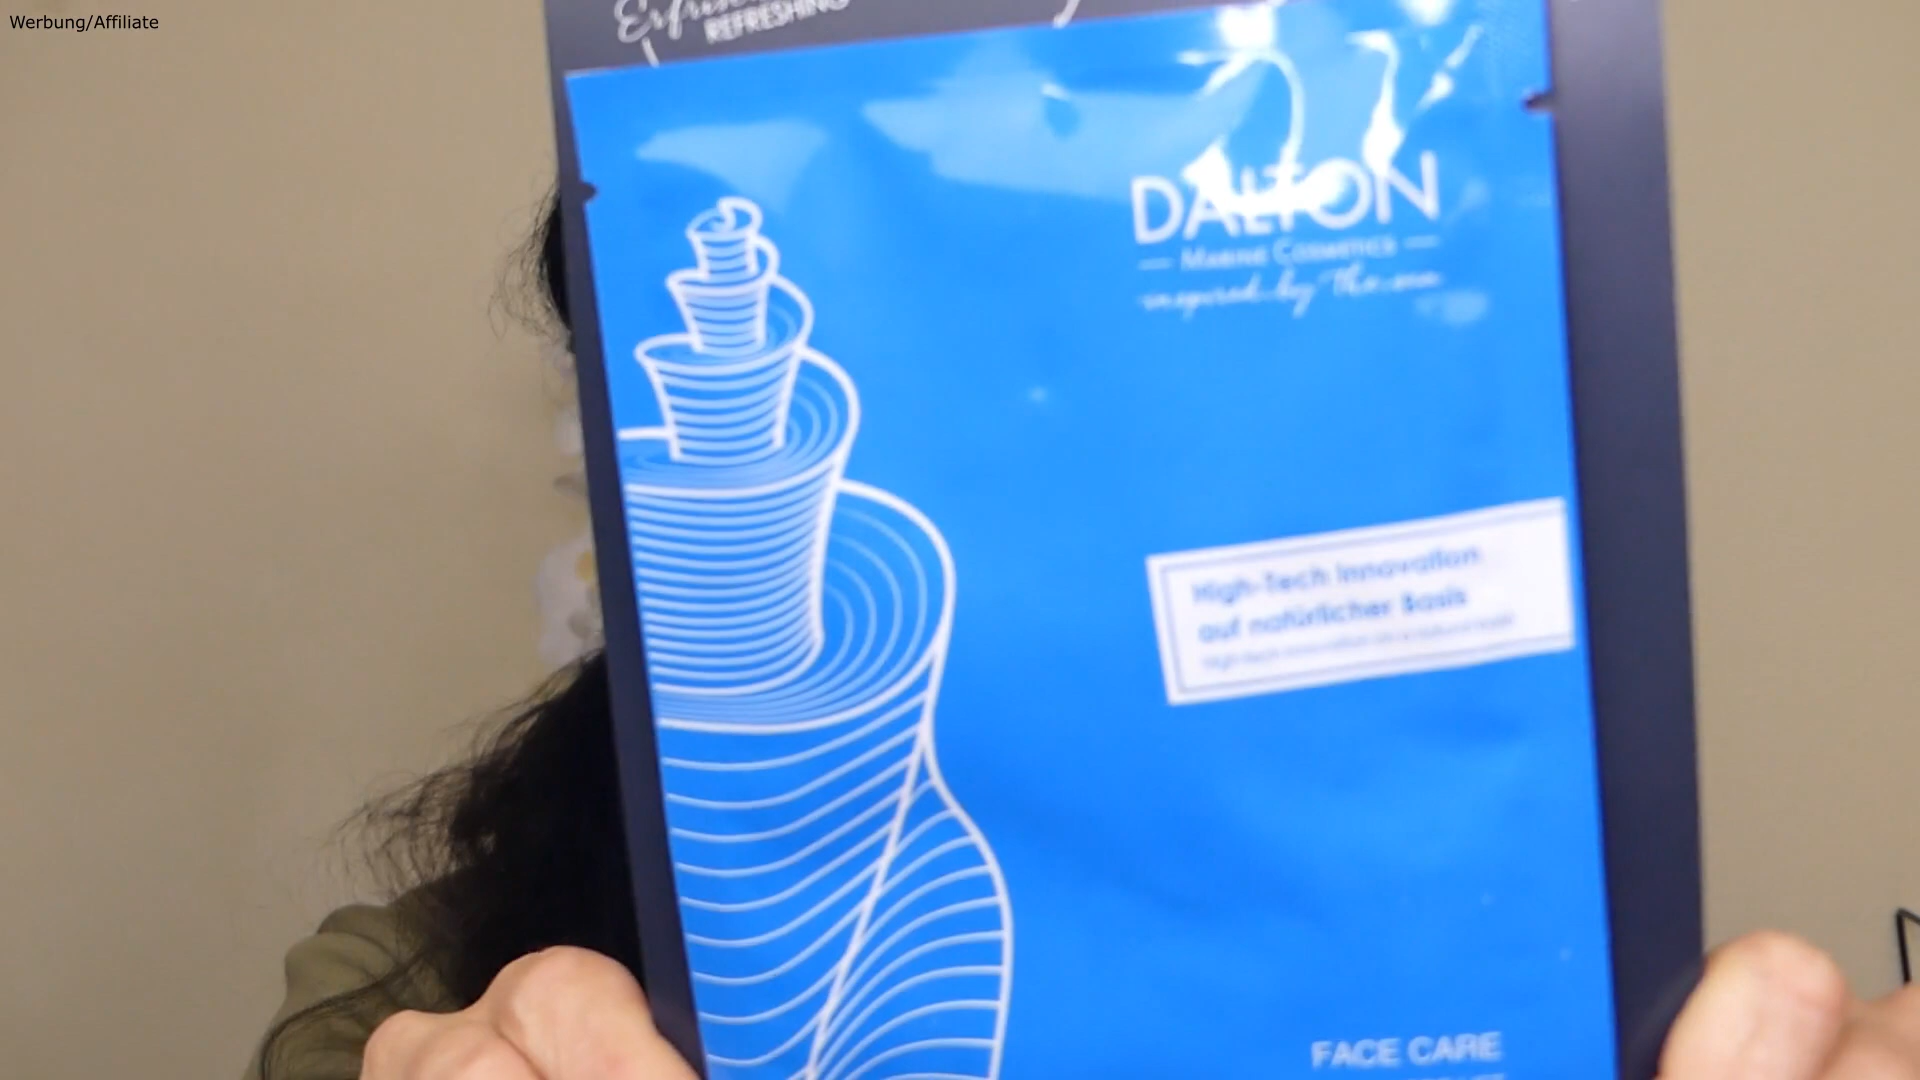 Werbung/Affiliate
REFRESHING
DALTON
— MARINE COSMETICS —
inspired by the sea
High-Tech Innovation
auf natürlicher Basis
FACE CARE